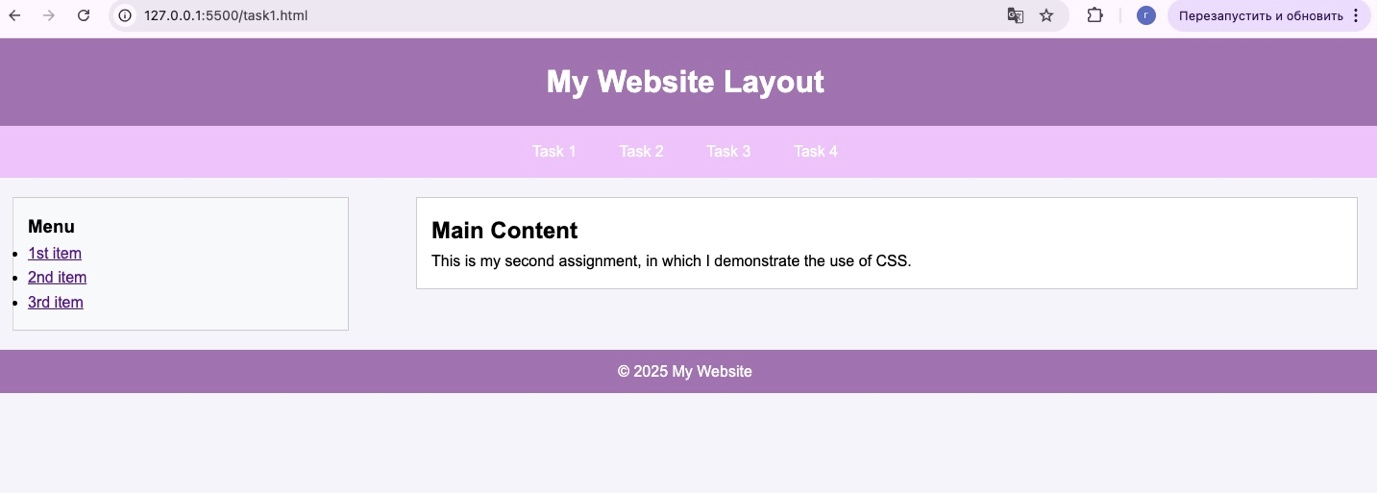 127.0.0.1:5500/task1.html
г
Перезапустить и обновить
My Website Layout
Task 1 Task 2 Task 3 Task 4
Menu
1st item
2nd item
3rd item
Main Content
This is my second assignment, in which I demonstrate the use of CSS.
© 2025 My Website